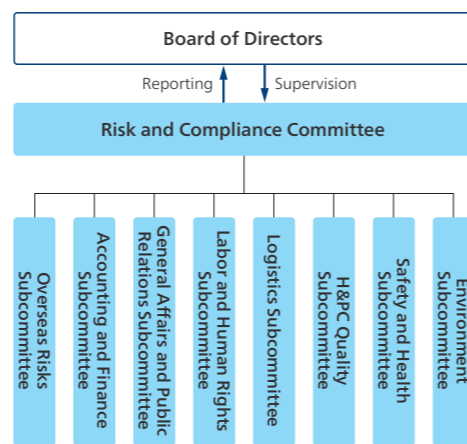 Board of Directors
Reporting
Supervision
Risk and Compliance Committee
Overseas Risks
Subcommittee
Accounting and Finance
Subcommittee
General Affairs and Public
Relations Subcommittee
Labor and Human Rights
Subcommittee
Logistics Subcommittee
H&PC Quality
Subcommittee
Safety and Health
Subcommittee
Environment
Subcommittee